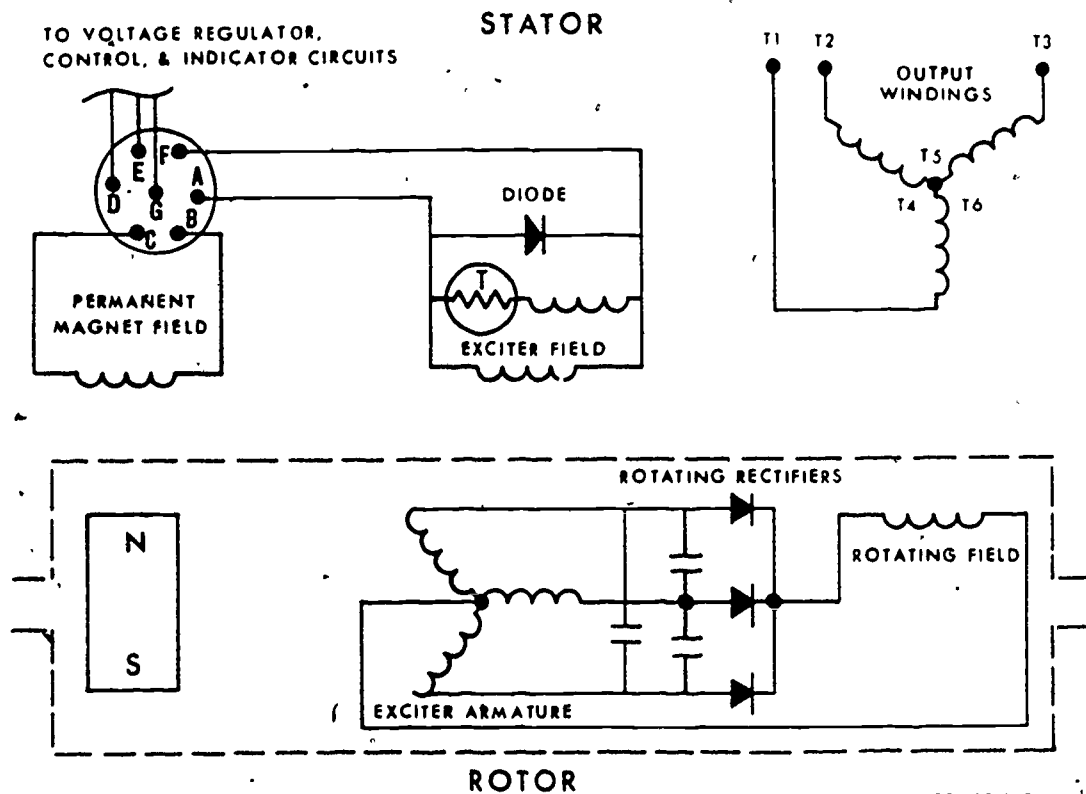 STATOR
TO VOLTAGE REGULATOR,
CONTROL, & INDICATOR CIRCUITS
T1
T2
T3
OUTPUT
WINDINGS
E
F
A
D
G
B
C
T5
T4
T6
DIODE
T
PERMANENT
MAGNET FIELD
EXCITER FIELD
ROTATING RECTIFIERS
N
S
ROTATING FIELD
EXCITER ARMATURE
ROTOR